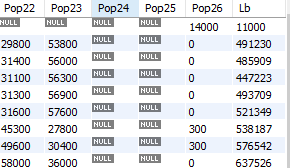 Pop22 Pop23 Pop24 Pop25 Pop26 Lb
NULL NULL NULL NULL 14000 11000
29800 53800 NULL NULL 0 491230
31400 56000 NULL NULL 0 485909
31100 56300 NULL NULL 0 447223
31300 56900 NULL NULL 0 493709
31600 57600 NULL NULL 0 521349
45300 27800 NULL NULL 300 538187
49600 30400 NULL NULL 300 576542
58000 36000 NULL NULL 0 637526